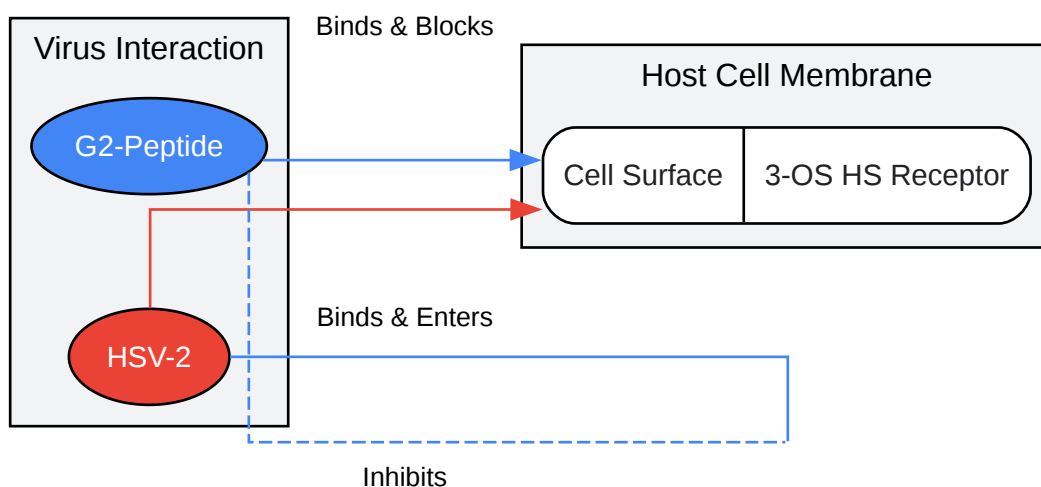 Binds & Blocks
Virus Interaction
Host Cell Membrane
G2-Peptide
Cell Surface
3-OS HS Receptor
Binds & Enters
HSV-2
Inhibits